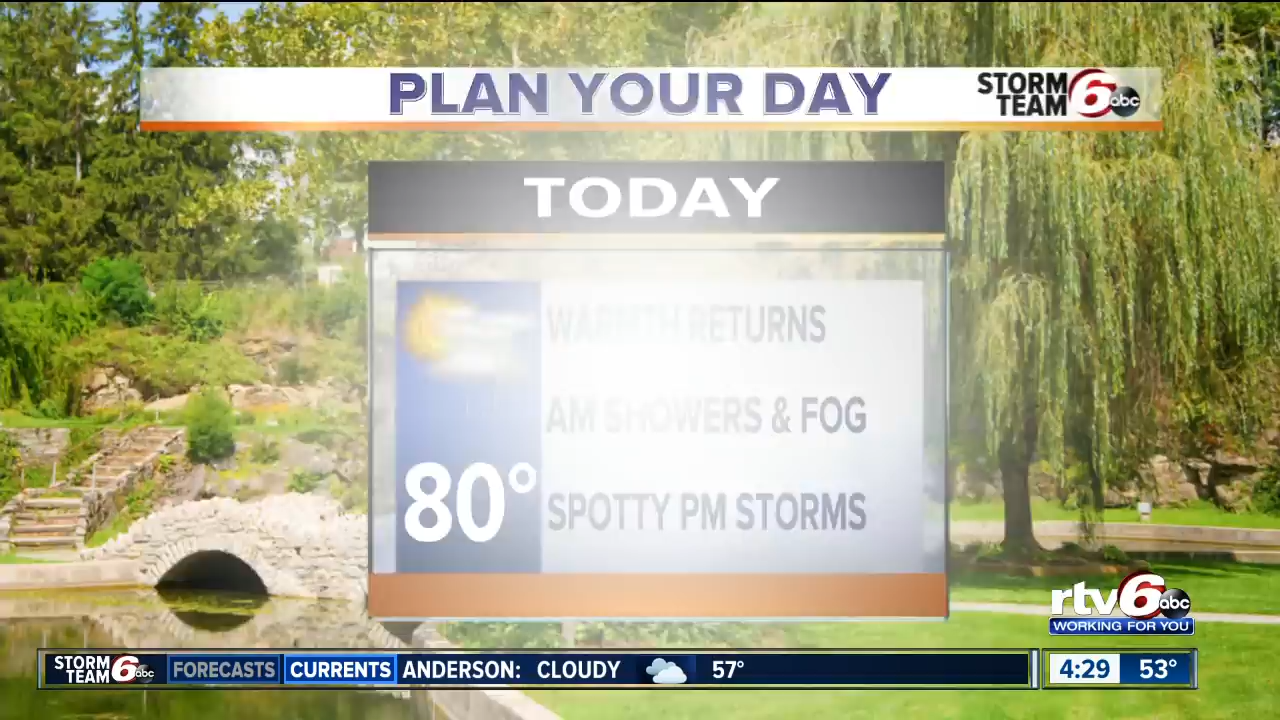 PLAN YOUR DAY
STORM
TEAM 6 abc
TODAY
WARMTH RETURNS
AM SHOWERS & FOG
80°
SPOTTY PM STORMS
rtv6 abc
WORKING FOR YOU
STORM
TEAM 6 abc
FORECASTS CURRENTS ANDERSON: CLOUDY 57°
4:29 53°